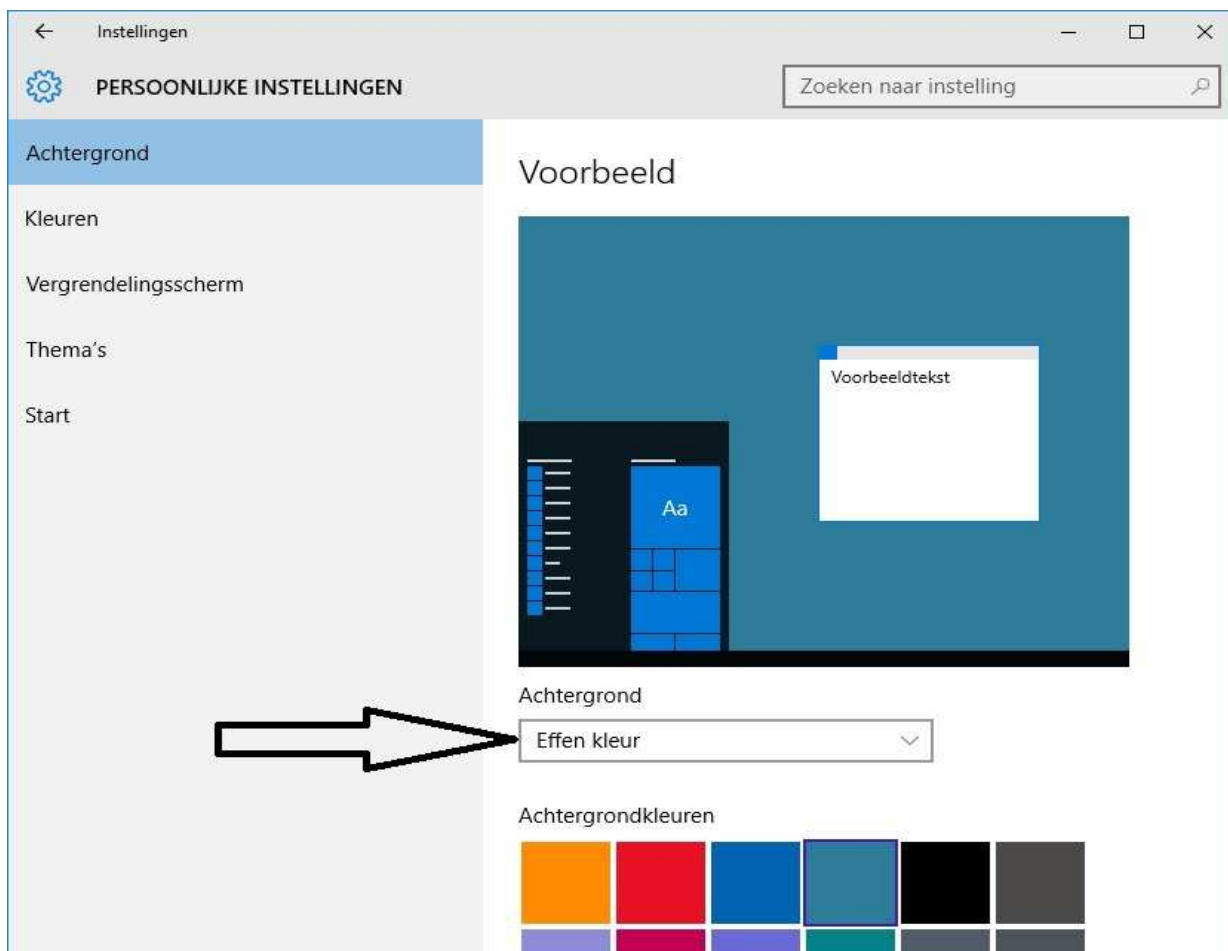 Instellingen
PERSOONLIJKE INSTELLINGEN
Zoeken naar instelling
Achtergrond
Kleuren
Vergrendelingsscherm
Thema's
Start
Voorbeeld
Voorbeeldtekst
Aa
Achtergrond
Effen kleur
Achtergrondkleuren